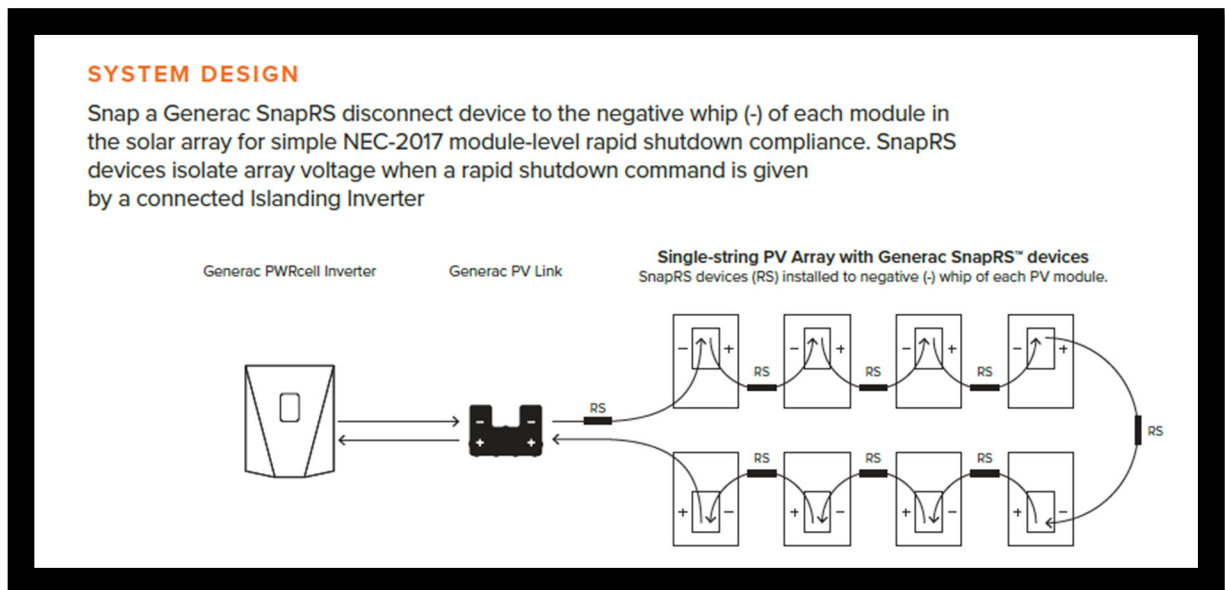 SYSTEM DESIGN
Snap a Generac SnapRS disconnect device to the negative whip (-) of each module in
the solar array for simple NEC-2017 module-level rapid shutdown compliance. SnapRS
devices isolate array voltage when a rapid shutdown command is given
by a connected Islanding Inverter
Generac PWRcell Inverter
Generac PV Link
Single-string PV Array with Generac SnapRS™ devices
SnapRS devices (RS) installed to negative (-) whip of each PV module.
− + − + − + − +
RS RS RS
RS
− −
+ +
RS
RS RS RS
+ − + − + − + −